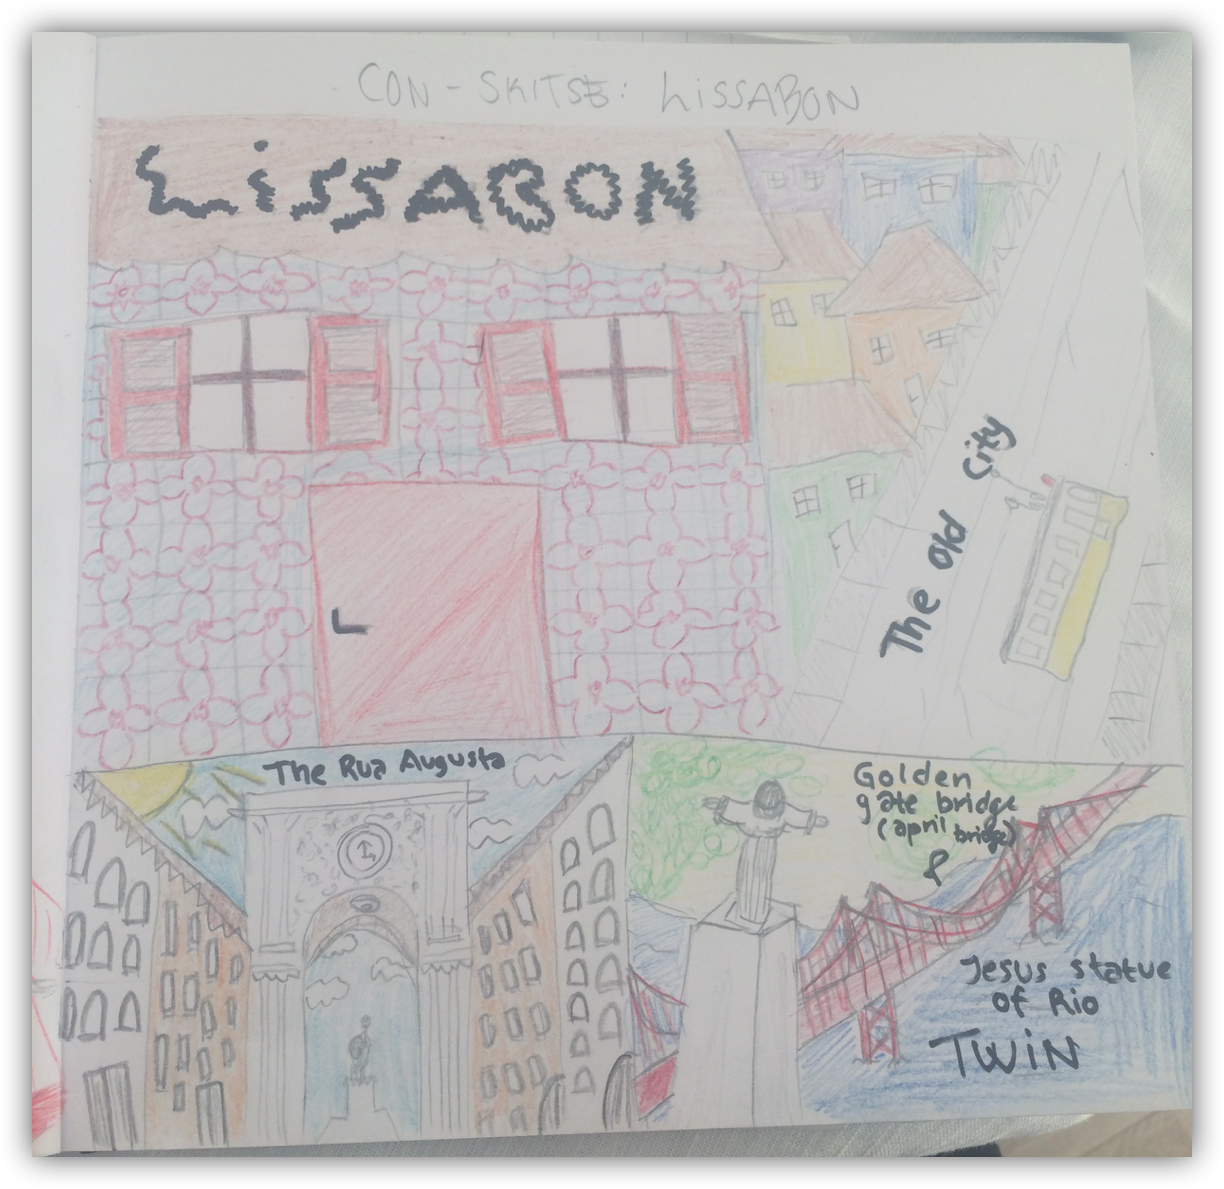 CON - SKITSE: LiSSABON
LiSSABON
The Old City
The Rua Augusta
Golden
gate bridge
(april bridge)
&
Jesus statue
of Rio
TWiN